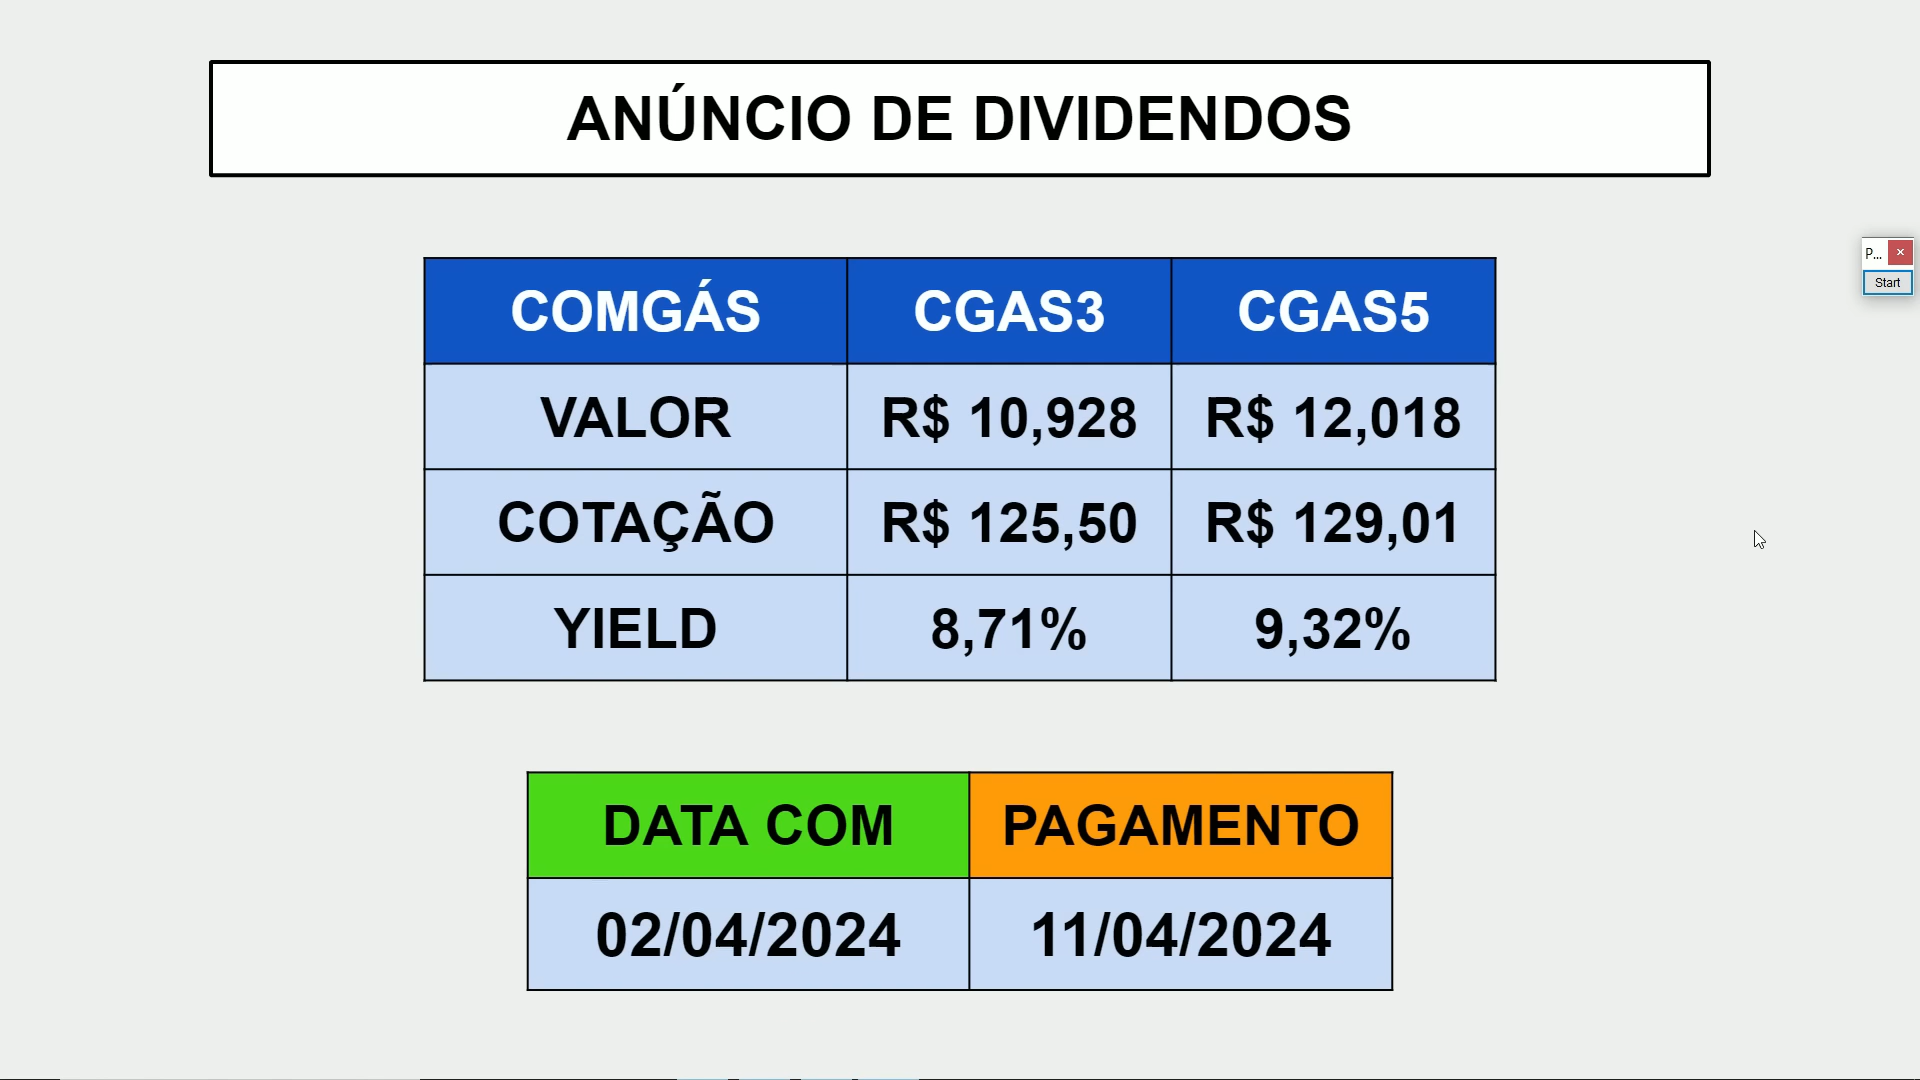 ANÚNCIO DE DIVIDENDOS
COMGÁS CGAS3 CGAS5
VALOR R$ 10,928 R$ 12,018
COTAÇÃO R$ 125,50 R$ 129,01
YIELD 8,71% 9,32%
DATA COM PAGAMENTO
02/04/2024 11/04/2024
P...
Start